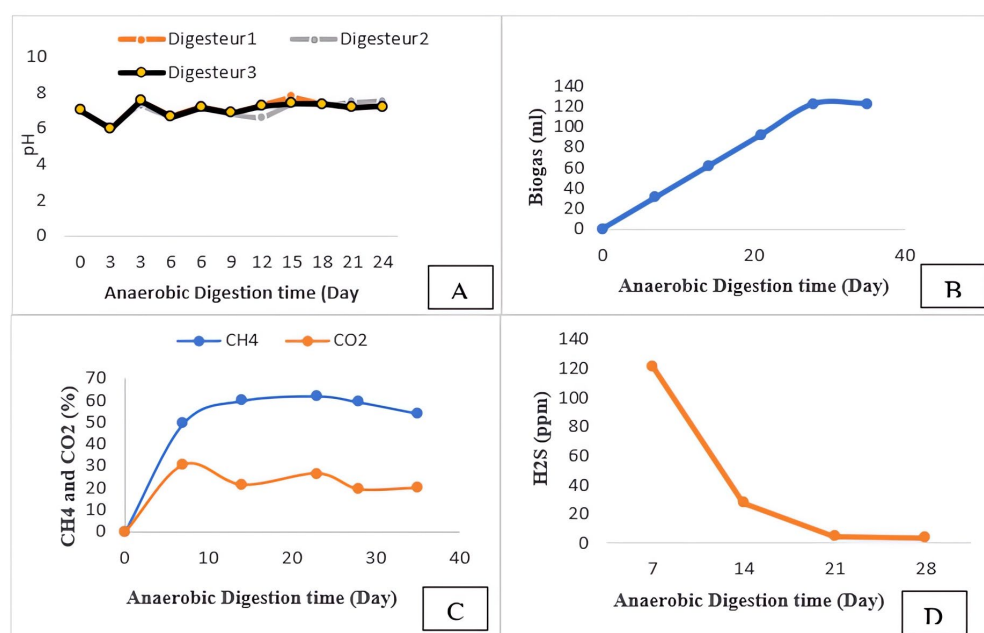 Digesteur1
Digesteur2
Digesteur3
10
8
6
4
2
0
pH
0 3 3 6 6 9 12 15 18 21 24
Anaerobic Digestion time (Day
A
140
120
100
80
60
40
20
0
Biogas (ml)
0 20 40
Anaerobic Digestion time (Day)
B
CH4 CO2
70
60
50
40
30
20
10
0
CH4 and CO2 (%)
0 10 20 30 40
Anaerobic Digestion time (Day)
C
140
120
100
80
60
40
20
0
H2S (ppm)
7 14 21 28
Anaerobic Digestion time (Day)
D